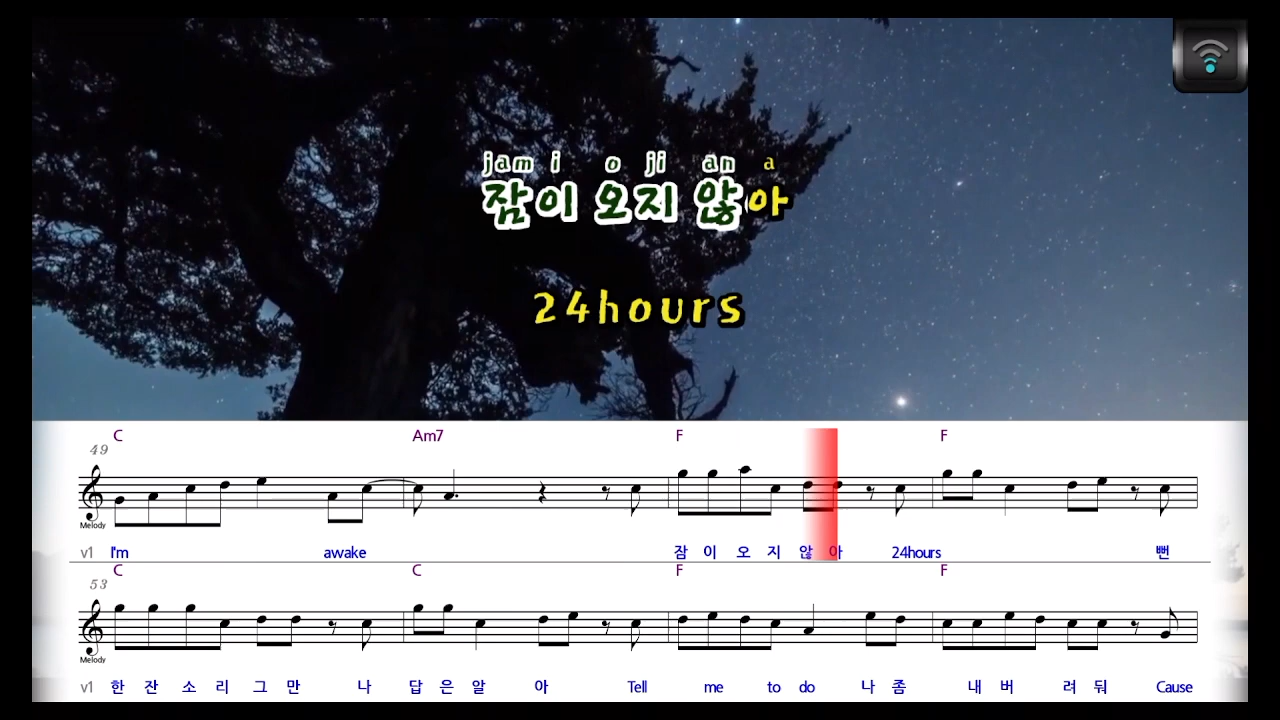 jam i o ji an a
잠이 오지 않아
24hours
C Am7 F F
49
Melody
v1 I'm awake 잠 이 오 지 않 아 24hours 뻔
C C F F
53
Melody
v1 한 잔 소 리 그 만 나 답 은 알 아 Tell me to do 나 좀 내 버 려 둬 Cause